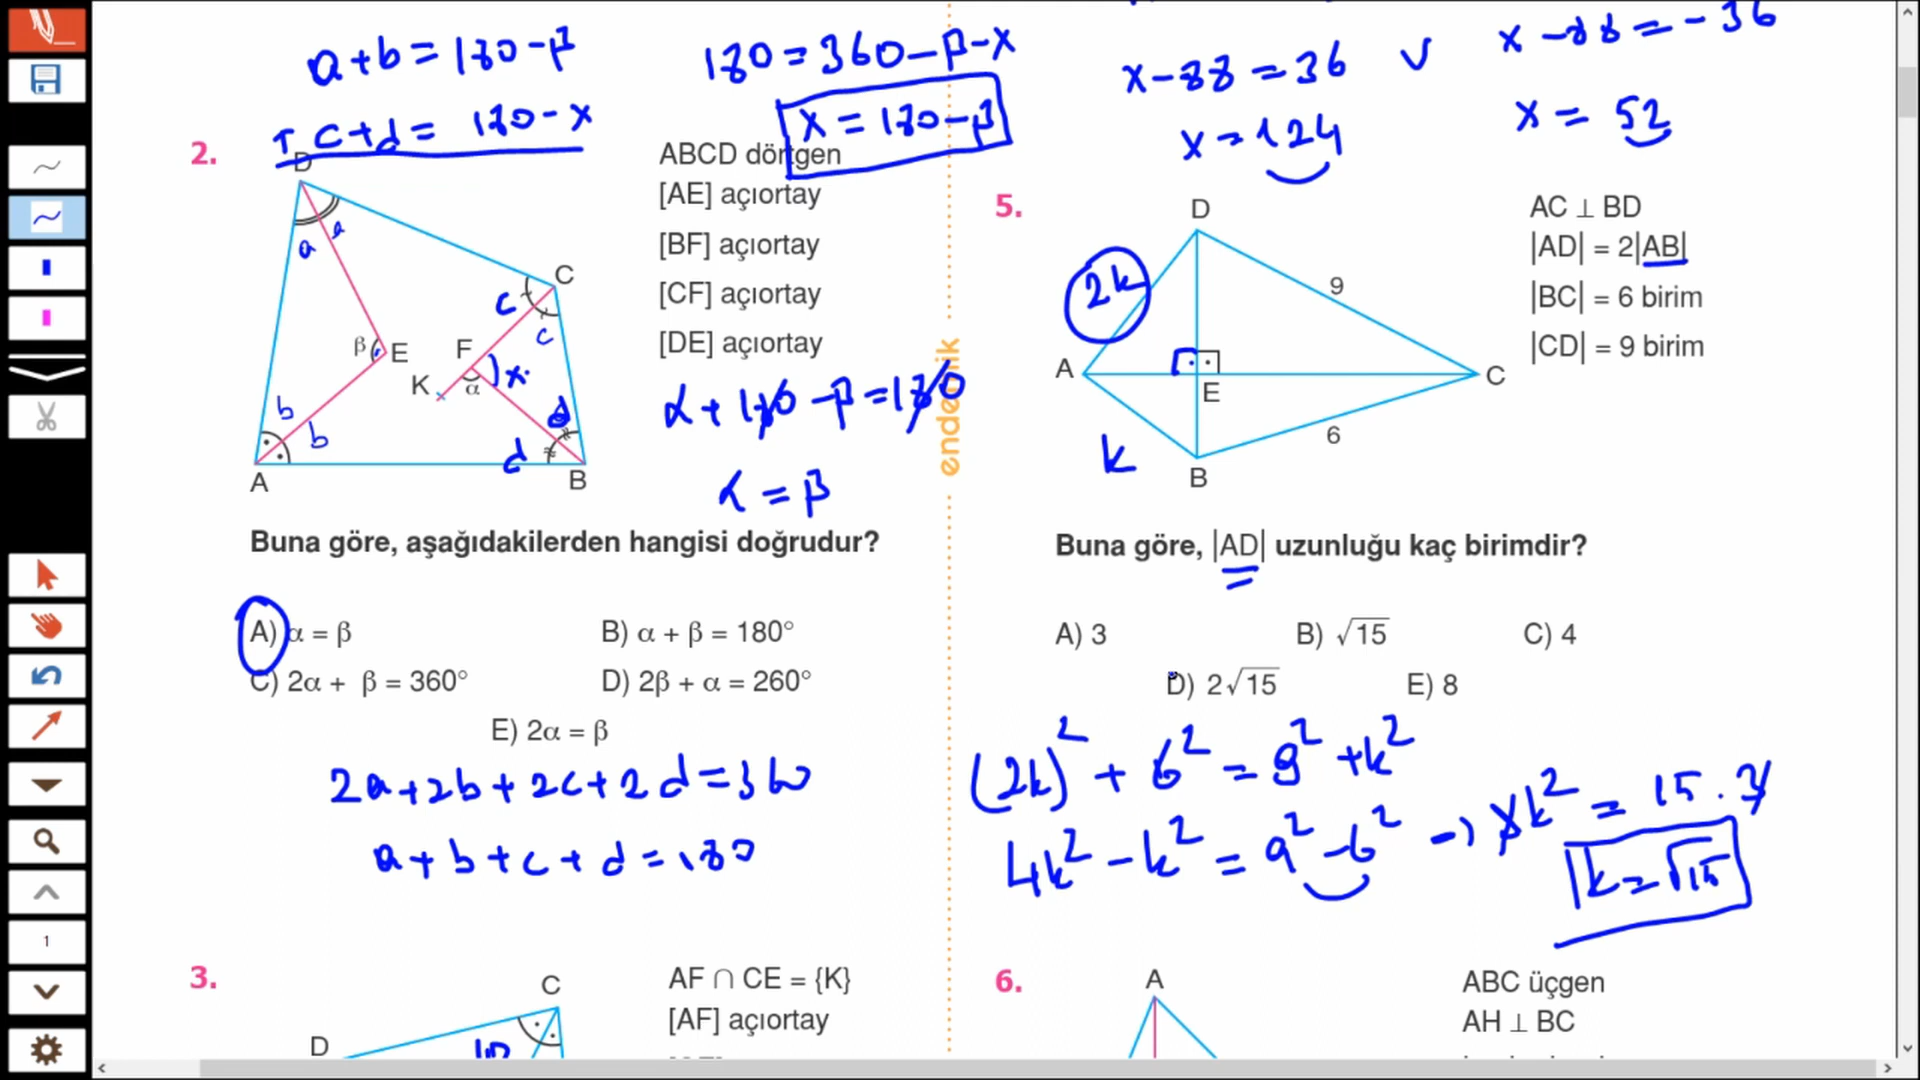 a+b=180-β
+ c+d= 180-x
180=360-β-x
x=180-β
x-88=36 ∨ x-88=-36
x=124
x=52
2.
ABCD dörtgen
[AE] açıortay
[BF] açıortay
[CF] açıortay
[DE] açıortay
α+180-β=180
α=β
D
a a
C
c
c
β E
F
x
K α
b
b
d
d
A B
Buna göre, aşağıdakilerden hangisi doğrudur?
A) α = β B) α + β = 180°
C) 2α + β = 360° D) 2β + α = 260°
E) 2α = β
2a+2b+2c+2d=360
a+b+c+d=180
3.
C
D
AF ∩ CE = {K}
[AF] açıortay
endemik
5.
D
2k
9
A
E
C
6
k
B
AC ⊥ BD
|AD| = 2|AB|
|BC| = 6 birim
|CD| = 9 birim
Buna göre, |AD| uzunluğu kaç birimdir?
A) 3 B) √15 C) 4
D) 2√15 E) 8
(2k)²+6²=9²+k²
4k²-k²=9²-6² → 3k²=15.3
k=√15
6.
A
ABC üçgen
AH ⊥ BC
1